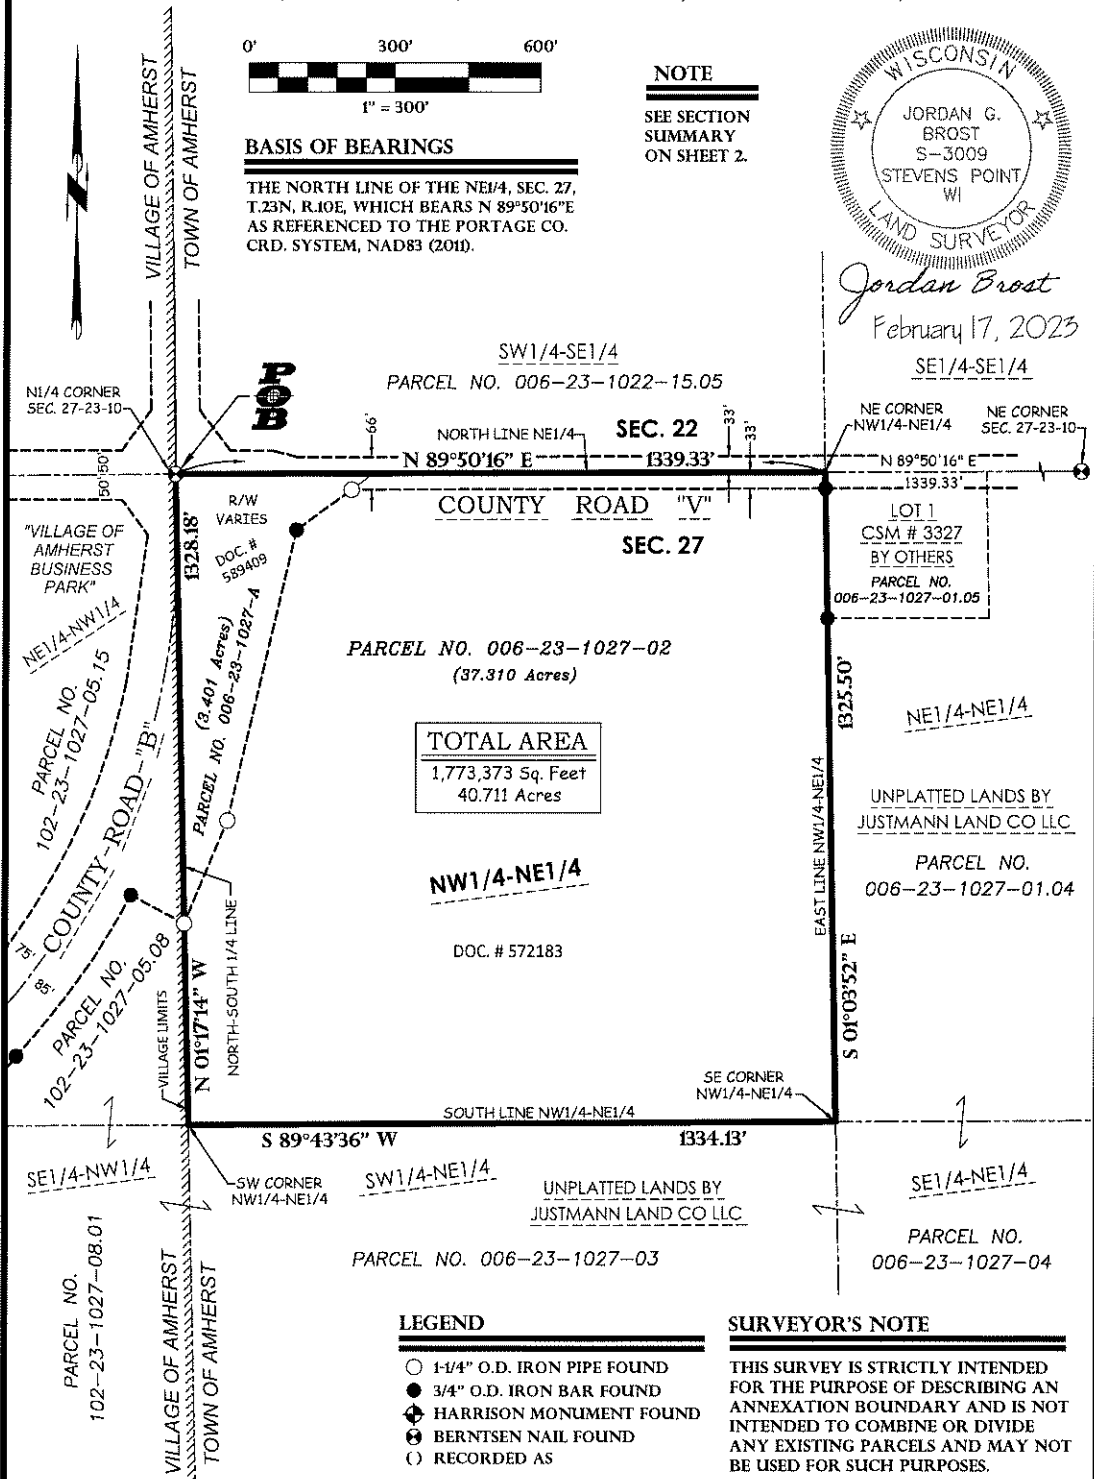 0' 300' 600'
1" = 300'
BASIS OF BEARINGS
THE NORTH LINE OF THE NE1/4, SEC. 27,
T.23N, R.10E, WHICH BEARS N 89°50'16"E
AS REFERENCED TO THE PORTAGE CO.
CRD. SYSTEM, NAD83 (2011).
NOTE
SEE SECTION
SUMMARY
ON SHEET 2.
WISCONSIN
JORDAN G.
BROST
S-3009
STEVENS POINT
WI
LAND SURVEYOR
Jordan Brost
February 17, 2023
N
VILLAGE OF AMHERST
TOWN OF AMHERST
SW1/4-SE1/4
PARCEL NO. 006-23-1022-15.05
SE1/4-SE1/4
N1/4 CORNER
SEC. 27-23-10
POB
66'
NORTH LINE NE1/4
SEC. 22
33'
33'
NE CORNER
NW1/4-NE1/4
NE CORNER
SEC. 27-23-10
N 89°50'16" E 1339.33'
N 89°50'16" E
1339.33'
50'
50'
R/W
VARIES
DOC. #
589409
COUNTY ROAD "V"
SEC. 27
LOT 1
CSM # 3327
BY OTHERS
PARCEL NO.
006-23-1027-01.05
"VILLAGE OF
AMHERST
BUSINESS
PARK"
NE1/4-NW1/4
PARCEL NO.
102-23-1027-05.15
COUNTY ROAD "B"
1328.18'
(3.401 Acres)
PARCEL NO. 006-23-1027-A
PARCEL NO. 006-23-1027-02
(37.310 Acres)
TOTAL AREA
1,773,373 Sq. Feet
40.711 Acres
NW1/4-NE1/4
DOC. # 572183
1325.50'
EAST LINE NW1/4-NE1/4
S 01°03'52" E
NE1/4-NE1/4
UNPLATTED LANDS BY
JUSTMANN LAND CO LLC
PARCEL NO.
006-23-1027-01.04
75'
85'
PARCEL NO.
102-23-1027-05.08
VILLAGE LIMITS
N 01°17'14" W
NORTH-SOUTH 1/4 LINE
SE CORNER
NW1/4-NE1/4
SOUTH LINE NW1/4-NE1/4
S 89°43'36" W 1334.13'
SE1/4-NW1/4
SW CORNER
NW1/4-NE1/4
SW1/4-NE1/4
UNPLATTED LANDS BY
JUSTMANN LAND CO LLC
SE1/4-NE1/4
PARCEL NO.
006-23-1027-04
PARCEL NO. 006-23-1027-03
PARCEL NO.
102-23-1027-08.01
VILLAGE OF AMHERST
TOWN OF AMHERST
LEGEND
1-1/4" O.D. IRON PIPE FOUND
3/4" O.D. IRON BAR FOUND
HARRISON MONUMENT FOUND
BERNTSEN NAIL FOUND
() RECORDED AS
SURVEYOR'S NOTE
THIS SURVEY IS STRICTLY INTENDED
FOR THE PURPOSE OF DESCRIBING AN
ANNEXATION BOUNDARY AND IS NOT
INTENDED TO COMBINE OR DIVIDE
ANY EXISTING PARCELS AND MAY NOT
BE USED FOR SUCH PURPOSES.